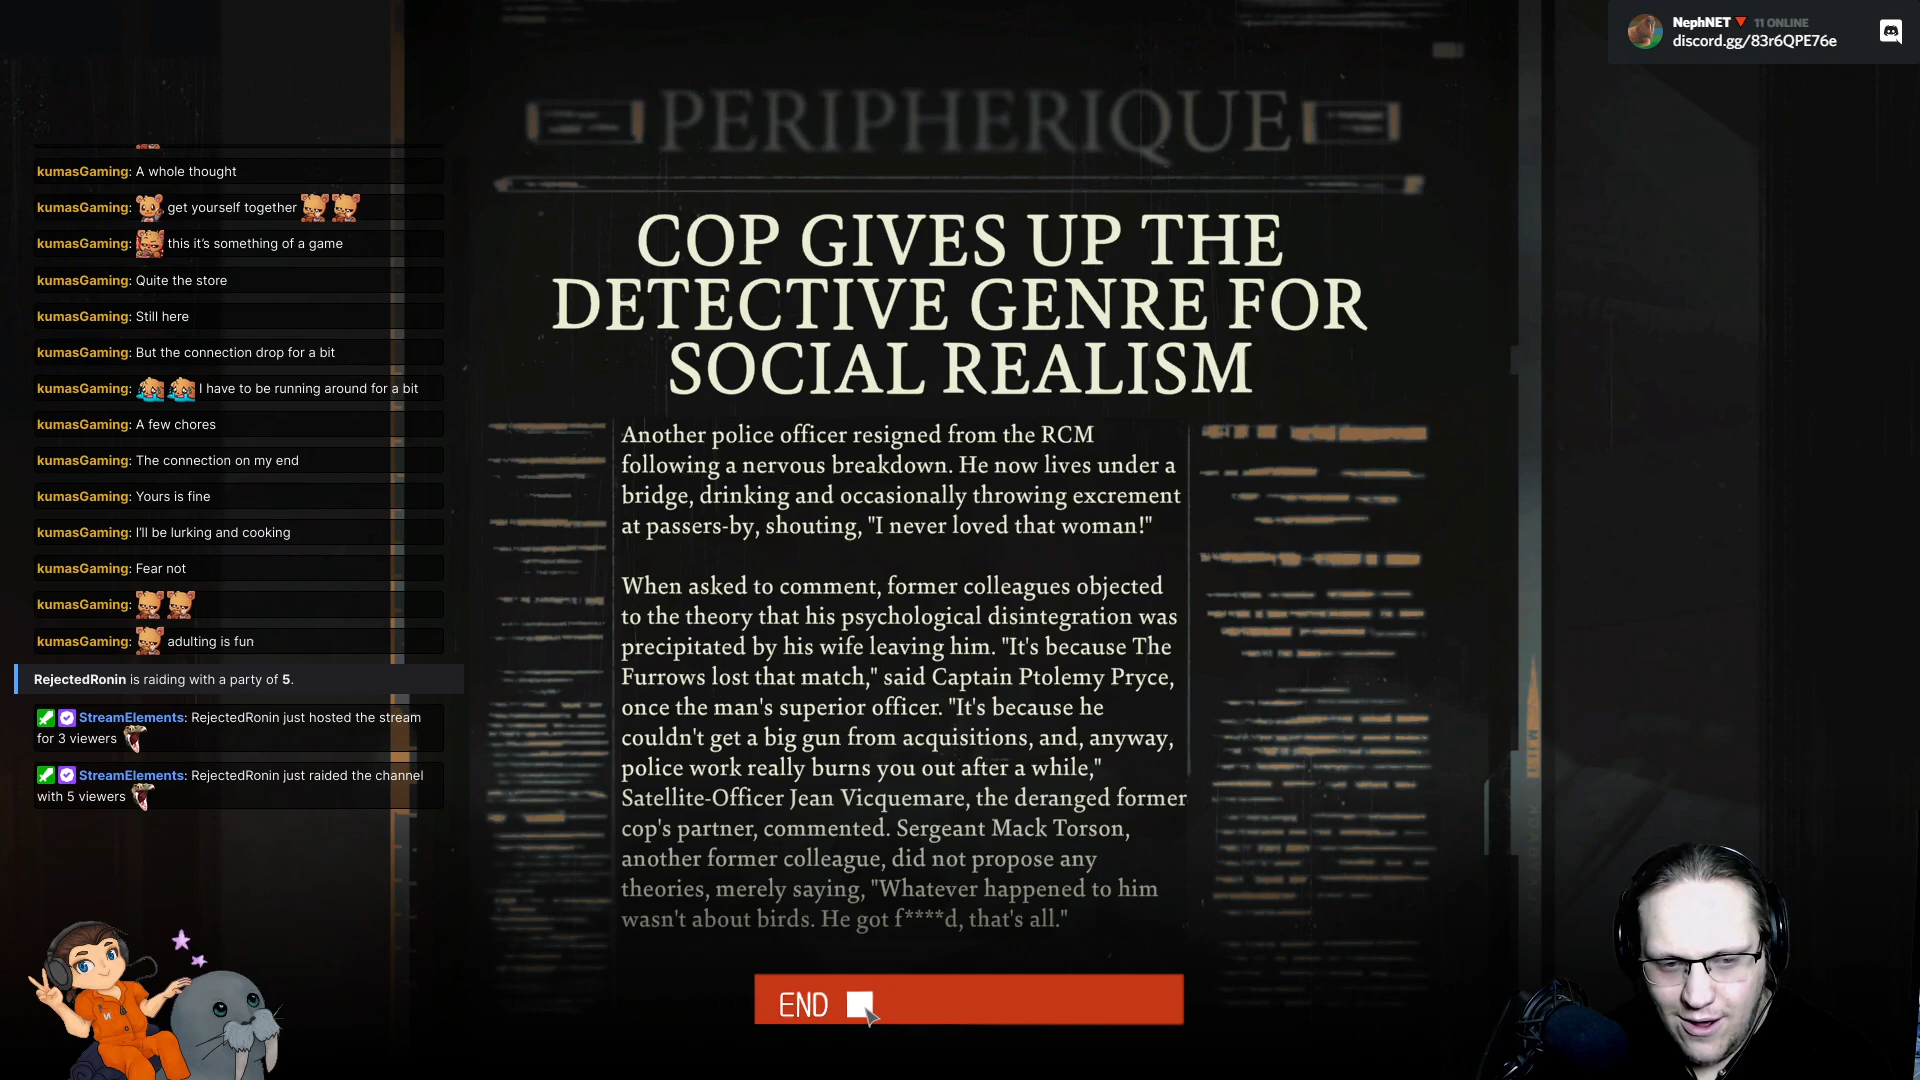 NephNET 11 ONLINE
discord.gg/83r6QPE76e
kumasGaming: A whole thought
kumasGaming: get yourself together
kumasGaming: this it's something of a game
kumasGaming: Quite the store
kumasGaming: Still here
kumasGaming: But the connection drop for a bit
kumasGaming: I have to be running around for a bit
kumasGaming: A few chores
kumasGaming: The connection on my end
kumasGaming: Yours is fine
kumasGaming: I'll be lurking and cooking
kumasGaming: Fear not
kumasGaming:
kumasGaming: adulting is fun
RejectedRonin is raiding with a party of 5.
StreamElements: RejectedRonin just hosted the stream
for 3 viewers
StreamElements: RejectedRonin just raided the channel
with 5 viewers
PERIPHERIQUE
COP GIVES UP THE
DETECTIVE GENRE FOR
SOCIAL REALISM
Another police officer resigned from the RCM
following a nervous breakdown. He now lives under a
bridge, drinking and occasionally throwing excrement
at passers-by, shouting, "I never loved that woman!"
When asked to comment, former colleagues objected
to the theory that his psychological disintegration was
precipitated by his wife leaving him. "It's because The
Furrows lost that match," said Captain Ptolemy Pryce,
once the man's superior officer. "It's because he
couldn't get a big gun from acquisitions, and, anyway,
police work really burns you out after a while,"
Satellite-Officer Jean Vicquemare, the deranged former
cop's partner, commented. Sergeant Mack Torson,
another former colleague, did not propose any
theories, merely saying, "Whatever happened to him
wasn't about birds. He got f****d, that's all."
END